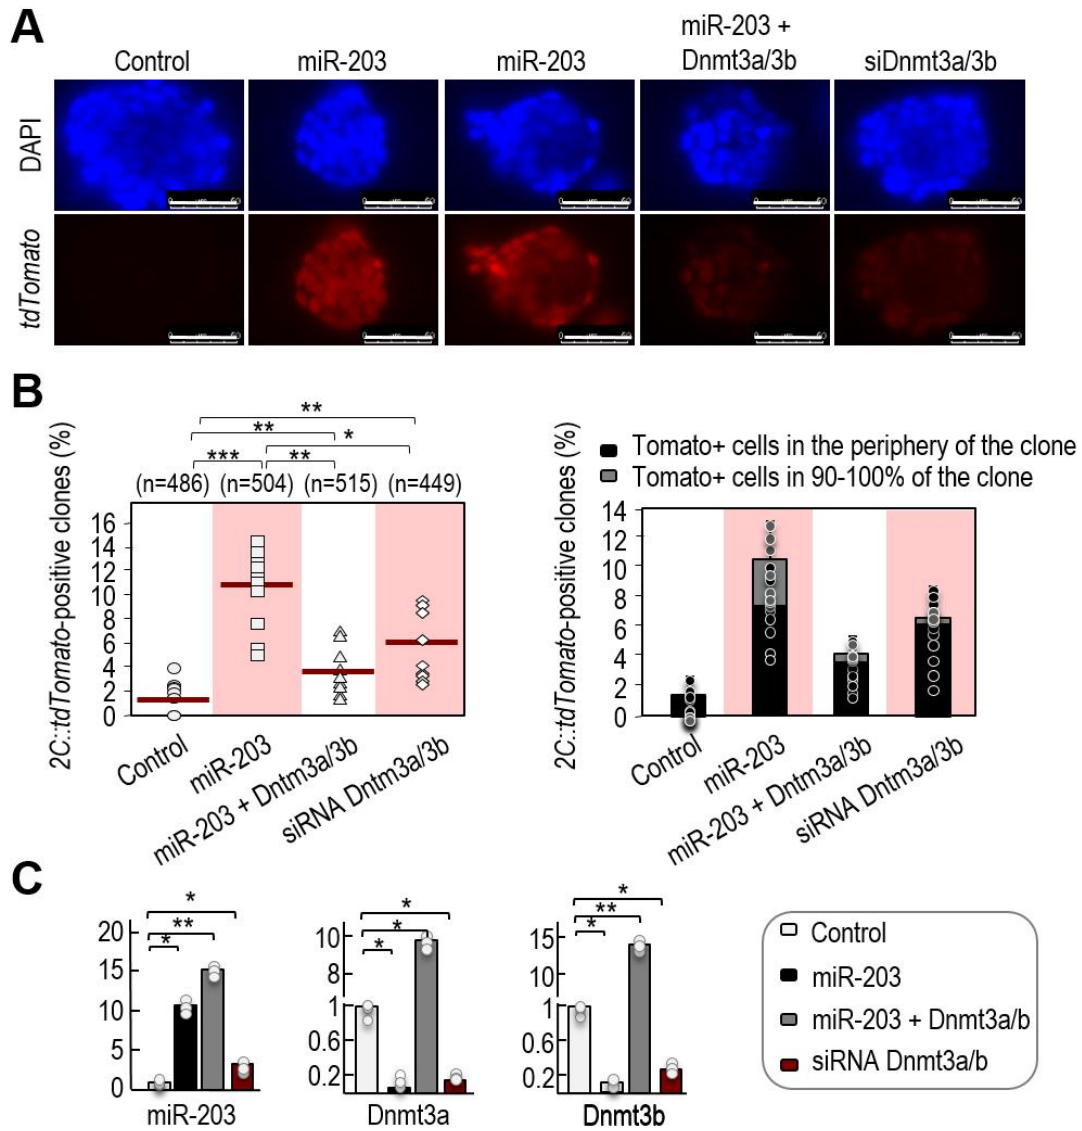 A
Control
miR-203
miR-203
miR-203 +
Dnmt3a/3b
siDnmt3a/3b
DAPI
tdTomato
B
2C::tdTomato-positive clones (%)
**
**
*
***
**
(n=486)
(n=504)
(n=515)
(n=449)
16
14
12
10
8
6
4
2
0
Control
miR-203
miR-203 + Dntm3a/3b
siRNA Dntm3a/3b
Tomato+ cells in the periphery of the clone
Tomato+ cells in 90-100% of the clone
2C::tdTomato-positive clones (%)
14
12
10
8
6
4
2
0
Control
miR-203
miR-203 + Dntm3a/3b
siRNA Dntm3a/3b
C
*
**
*
20
15
10
5
0
miR-203
*
*
*
10
8
1
0.6
0.2
Dnmt3a
*
**
*
15
10
1
0.6
0.2
Dnmt3b
Control
miR-203
miR-203 + Dnmt3a/b
siRNA Dnmt3a/b